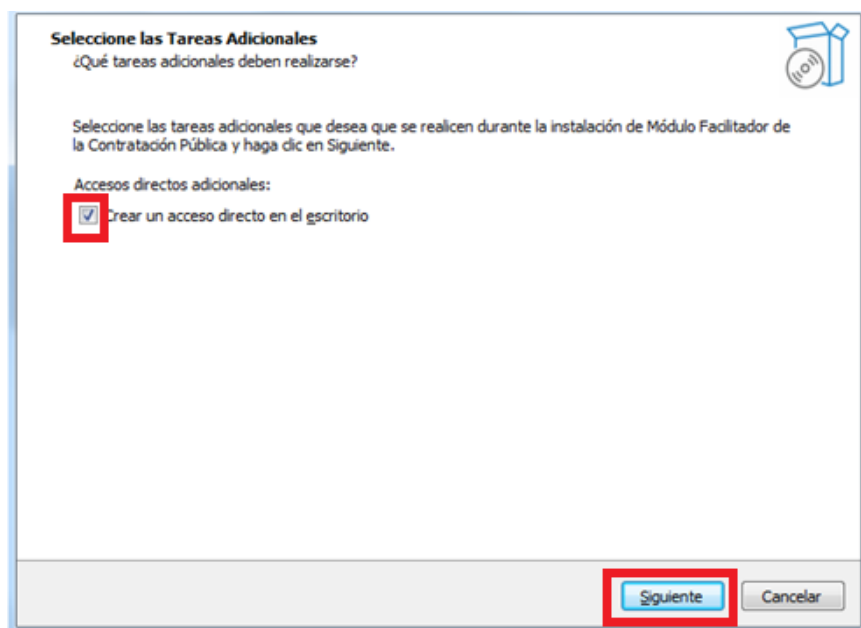 Seleccione las Tareas Adicionales
¿Qué tareas adicionales deben realizarse?
Seleccione las tareas adicionales que desea que se realicen durante la instalación de Módulo Facilitador de
la Contratación Pública y haga clic en Siguiente.
Accesos directos adicionales:
Crear un acceso directo en el escritorio
Siguiente
Cancelar